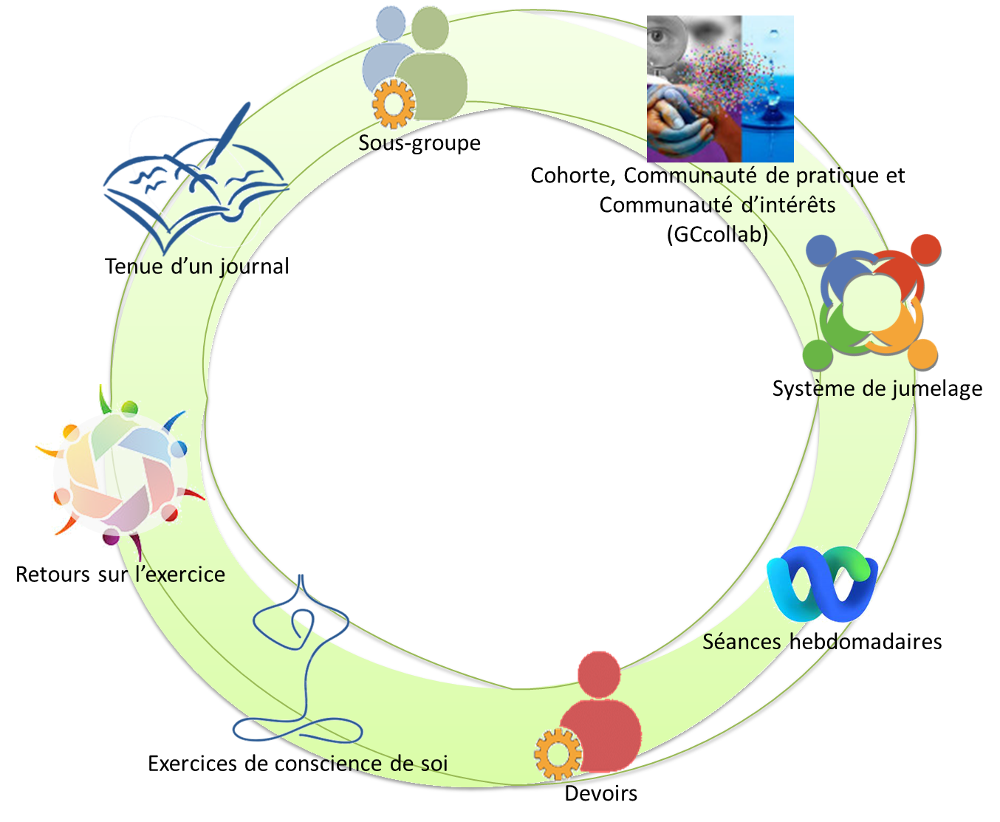 Sous-groupe
Cohorte, Communauté de pratique et
Communauté d’intérêts
(GCcollab)
Tenue d’un journal
Système de jumelage
Retours sur l’exercice
Séances hebdomadaires
Exercices de conscience de soi
Devoirs